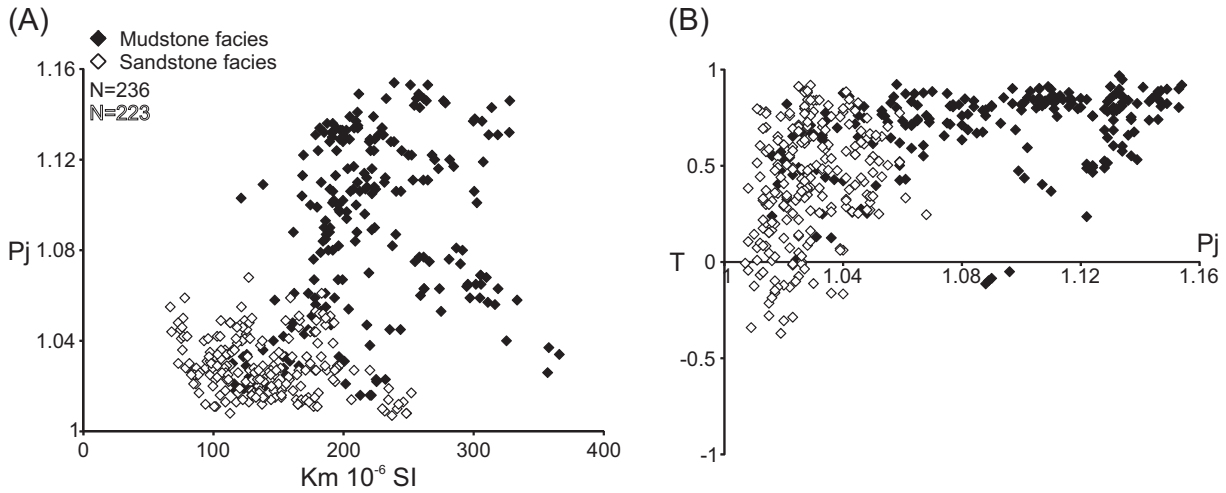 (A)
Mudstone facies
Sandstone facies
N=236
N=223
1.16
1.12
Pj
1.08
1.04
1
0
100
200
300
400
Km 10⁻⁶ SI
(B)
1
0.5
T
0
-0.5
-1
1
1.04
1.08
1.12
1.16
Pj